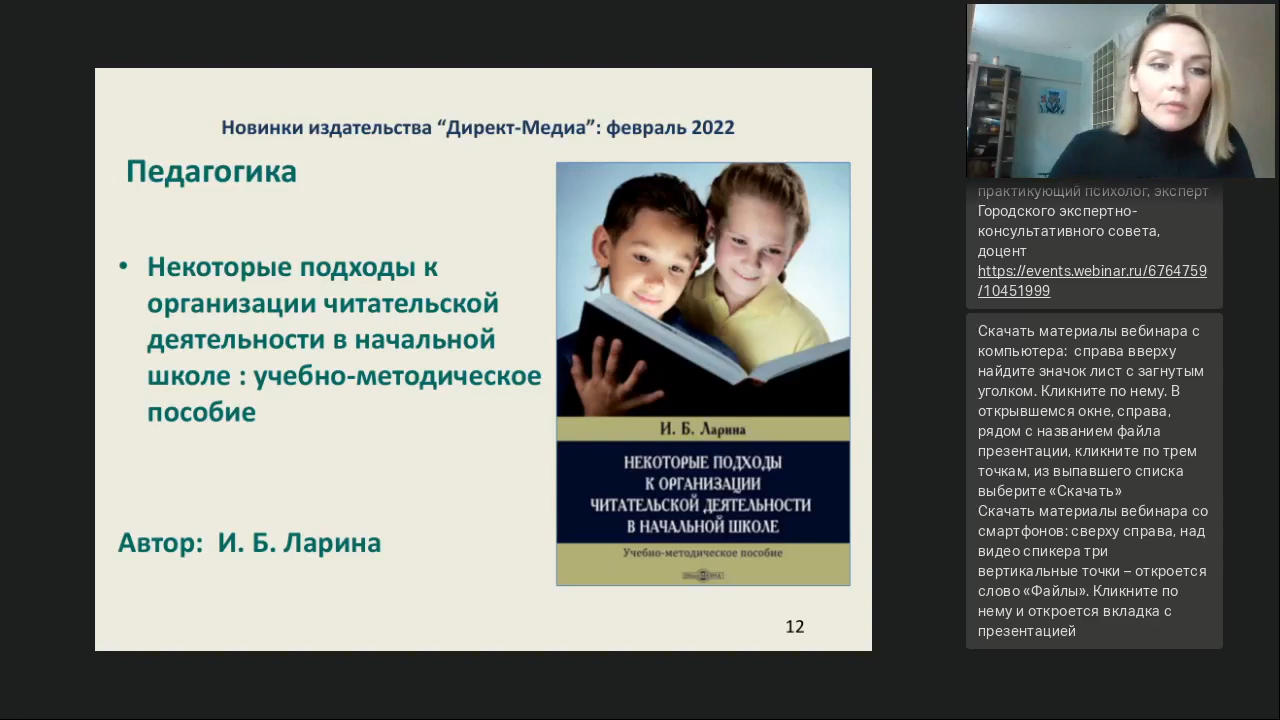 Новинки издательства “Директ-Медиа”: февраль 2022
Педагогика
• Некоторые подходы к
организации читательской
деятельности в начальной
школе : учебно-методическое
пособие
Автор:  И. Б. Ларина
И. Б. Ларина
НЕКОТОРЫЕ ПОДХОДЫ
К ОРГАНИЗАЦИИ
ЧИТАТЕЛЬСКОЙ ДЕЯТЕЛЬНОСТИ
В НАЧАЛЬНОЙ ШКОЛЕ
Учебно-методическое пособие
12
практикующий психолог, эксперт
Городского экспертно-
консультативного совета,
доцент
https://events.webinar.ru/6764759
/10451999
Скачать материалы вебинара с
компьютера:  справа вверху
найдите значок лист с загнутым
уголком. Кликните по нему. В
открывшемся окне, справа,
рядом с названием файла
презентации, кликните по трем
точкам, из выпавшего списка
выберите «Скачать»
Скачать материалы вебинара со
смартфонов: сверху справа, над
видео спикера три
вертикальные точки – откроется
слово «Файлы». Кликните по
нему и откроется вкладка с
презентацией